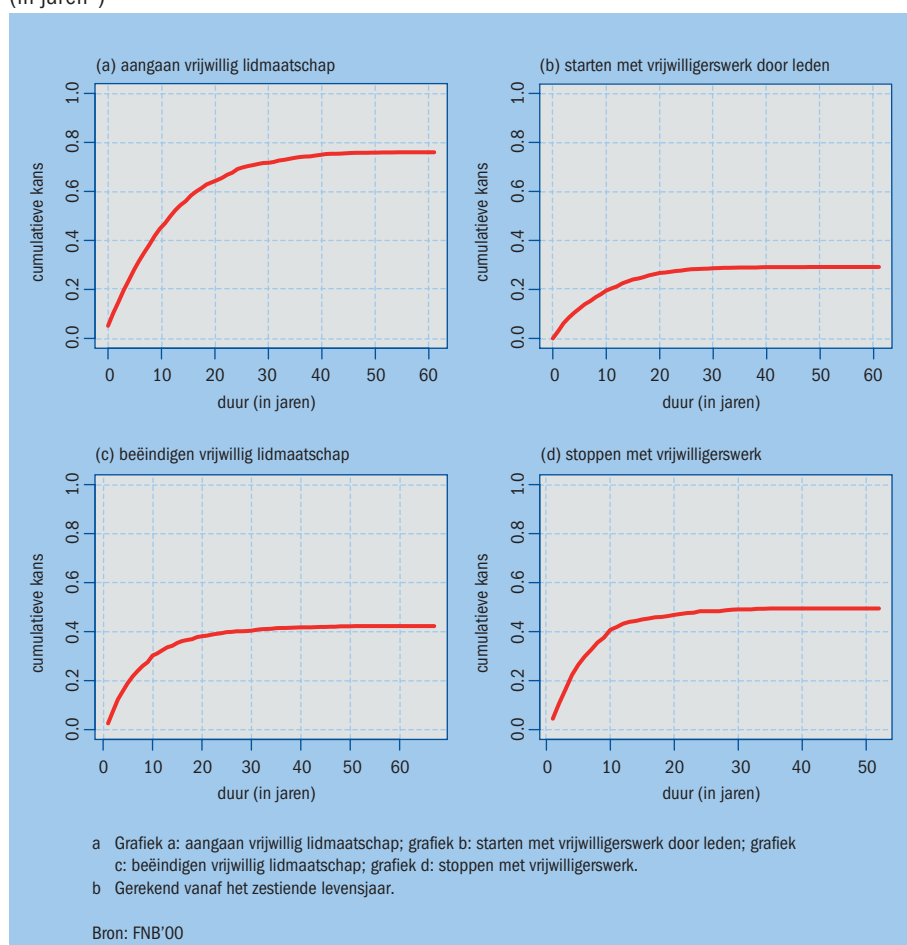 (in jaren b)
(a) aangaan vrijwillig lidmaatschap
cumulatieve kans
1.0
0.8
0.6
0.4
0.2
0.0
0 10 20 30 40 50 60
duur (in jaren)
(b) starten met vrijwilligerswerk door leden
cumulatieve kans
1.0
0.8
0.6
0.4
0.2
0.0
0 10 20 30 40 50 60
duur (in jaren)
(c) beëindigen vrijwillig lidmaatschap
cumulatieve kans
1.0
0.8
0.6
0.4
0.2
0.0
0 10 20 30 40 50 60
duur (in jaren)
(d) stoppen met vrijwilligerswerk
cumulatieve kans
1.0
0.8
0.6
0.4
0.2
0.0
0 10 20 30 40 50
duur (in jaren)
a Grafiek a: aangaan vrijwillig lidmaatschap; grafiek b: starten met vrijwilligerswerk door leden; grafiek
c: beëindigen vrijwillig lidmaatschap; grafiek d: stoppen met vrijwilligerswerk.
b Gerekend vanaf het zestiende levensjaar.
Bron: FNB'00